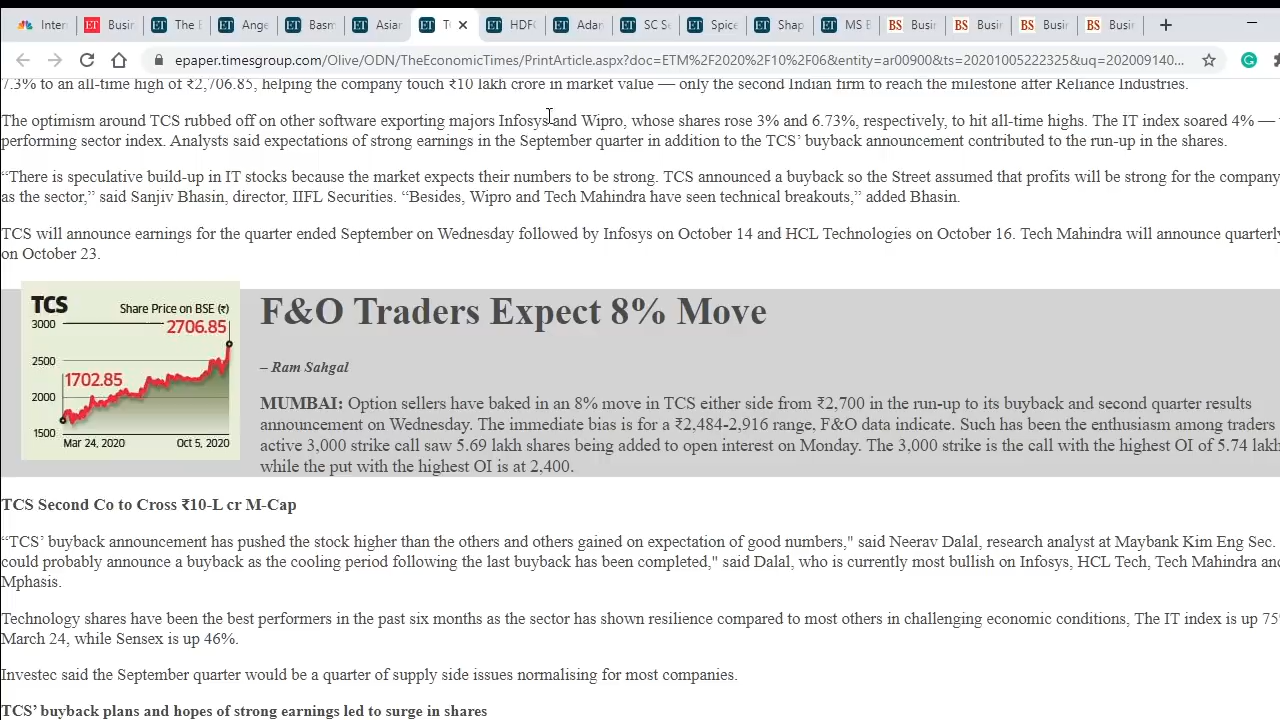 Inter
Busir
The E
Ange
Basm
Asiar
TC
HDFC
Adar
SC Se
Spice
Shap
MS B
Busir
Busir
Busir
Busir
epaper.timesgroup.com/Olive/ODN/TheEconomicTimes/PrintArticle.aspx?doc=ETM%2F2020%2F10%2F06&entity=ar00900&ts=20201005222325&uq=202009140...
7.3% to an all-time high of ₹2,706.85, helping the company touch ₹10 lakh crore in market value — only the second Indian firm to reach the milestone after Reliance Industries.
The optimism around TCS rubbed off on other software exporting majors Infosys and Wipro, whose shares rose 3% and 6.73%, respectively, to hit all-time highs. The IT index soared 4% —
performing sector index. Analysts said expectations of strong earnings in the September quarter in addition to the TCS’ buyback announcement contributed to the run-up in the shares.
“There is speculative build-up in IT stocks because the market expects their numbers to be strong. TCS announced a buyback so the Street assumed that profits will be strong for the company
as the sector,” said Sanjiv Bhasin, director, IIFL Securities. “Besides, Wipro and Tech Mahindra have seen technical breakouts,” added Bhasin.
TCS will announce earnings for the quarter ended September on Wednesday followed by Infosys on October 14 and HCL Technologies on October 16. Tech Mahindra will announce quarterly
on October 23.
TCS
Share Price on BSE (₹)
3000
2706.85
2500
1702.85
2000
1500
Mar 24, 2020
Oct 5, 2020
F&O Traders Expect 8% Move
– Ram Sahgal
MUMBAI: Option sellers have baked in an 8% move in TCS either side from ₹2,700 in the run-up to its buyback and second quarter results
announcement on Wednesday. The immediate bias is for a ₹2,484-2,916 range, F&O data indicate. Such has been the enthusiasm among traders
active 3,000 strike call saw 5.69 lakh shares being added to open interest on Monday. The 3,000 strike is the call with the highest OI of 5.74 lakh
while the put with the highest OI is at 2,400.
TCS Second Co to Cross ₹10-L cr M-Cap
“TCS’ buyback announcement has pushed the stock higher than the others and others gained on expectation of good numbers," said Neerav Dalal, research analyst at Maybank Kim Eng Sec.
could probably announce a buyback as the cooling period following the last buyback has been completed," said Dalal, who is currently most bullish on Infosys, HCL Tech, Tech Mahindra and
Mphasis.
Technology shares have been the best performers in the past six months as the sector has shown resilience compared to most others in challenging economic conditions, The IT index is up 75%
March 24, while Sensex is up 46%.
Investec said the September quarter would be a quarter of supply side issues normalising for most companies.
TCS’ buyback plans and hopes of strong earnings led to surge in shares